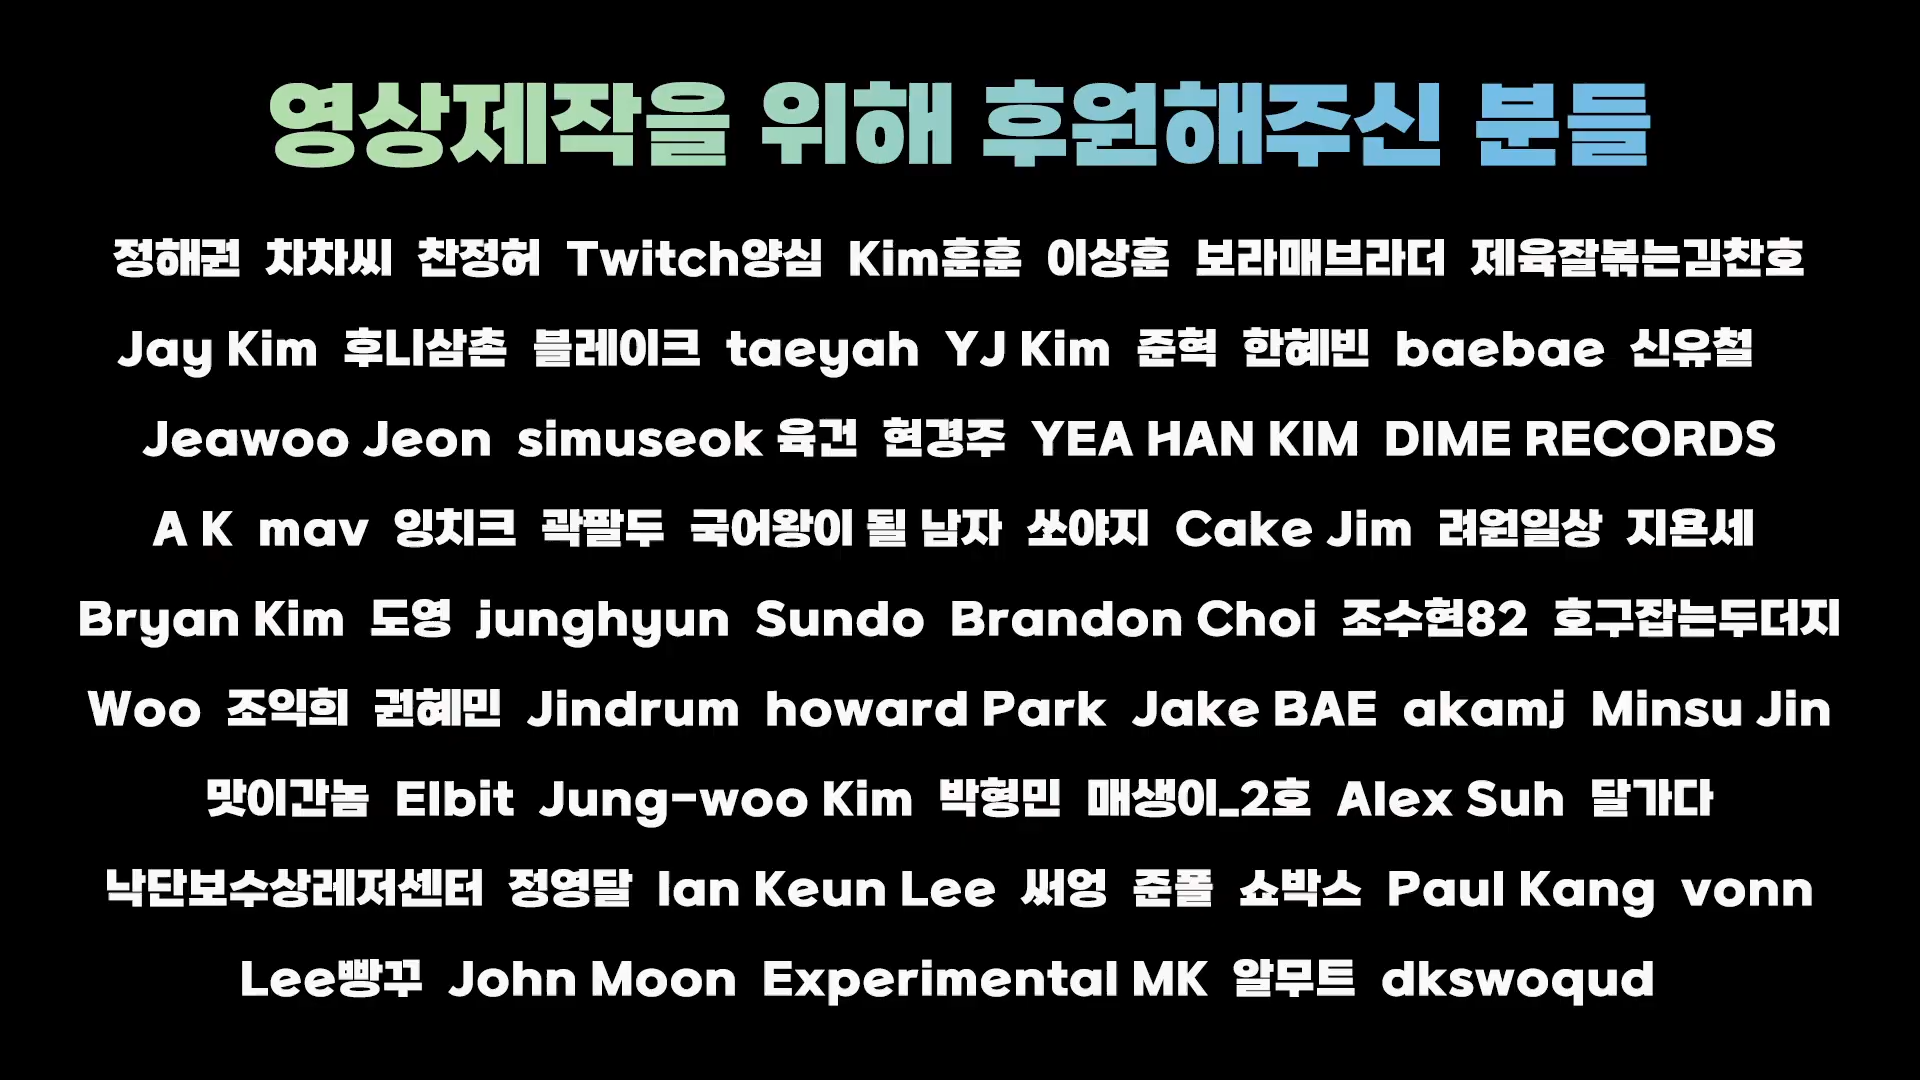 영상제작을 위해 후원해주신 분들
정해권 차차씨 찬정허 Twitch양심 Kim훈훈 이상훈 보라매브라더 제육잘볶는김찬호
Jay Kim 후니삼촌 블레이크 taeyah YJ Kim 준혁 한혜빈 baebae 신유철
Jeawoo Jeon simuseok 육건 현경주 YEA HAN KIM DIME RECORDS
A K mav 잉치크 곽팔두 국어왕이 될 남자 쏘야지 Cake Jim 려원일상 지욘세
Bryan Kim 도영 junghyun Sundo Brandon Choi 조수현82 호구잡는두더지
Woo 조익희 권혜민 Jindrum howard Park Jake BAE akamj Minsu Jin
맛이간놈 Elbit Jung-woo Kim 박형민 매생이_2호 Alex Suh 달가다
낙단보수상레저센터 정영달 Ian Keun Lee 써엉 준폴 쇼박스 Paul Kang vonn
Lee빵꾸 John Moon Experimental MK 알무트 dkswoqud